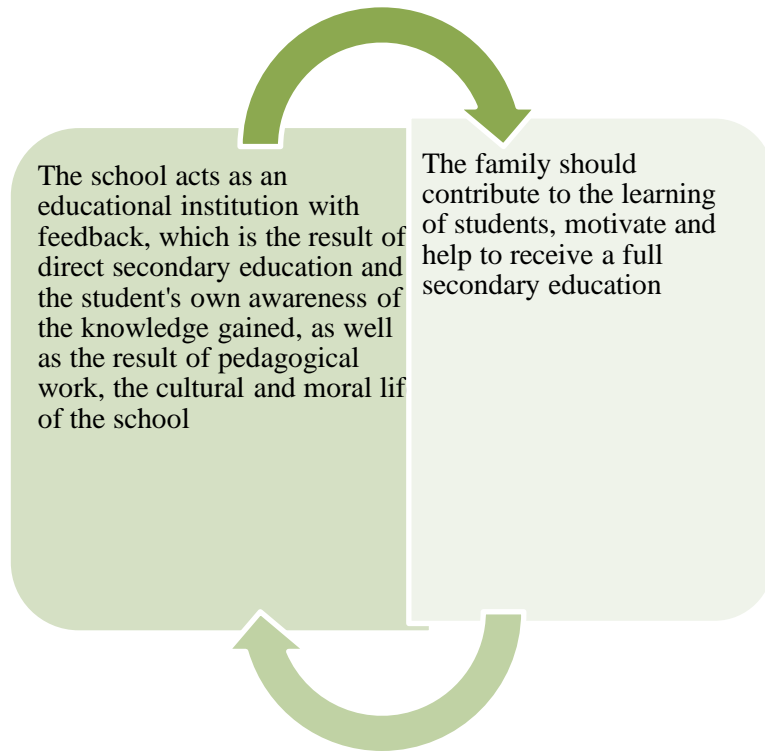 The school acts as an
educational institution with
feedback, which is the result of
direct secondary education and
the student's own awareness of
the knowledge gained, as well
as the result of pedagogical
work, the cultural and moral lif
of the school
The family should
contribute to the learning
of students, motivate and
help to receive a full
secondary education